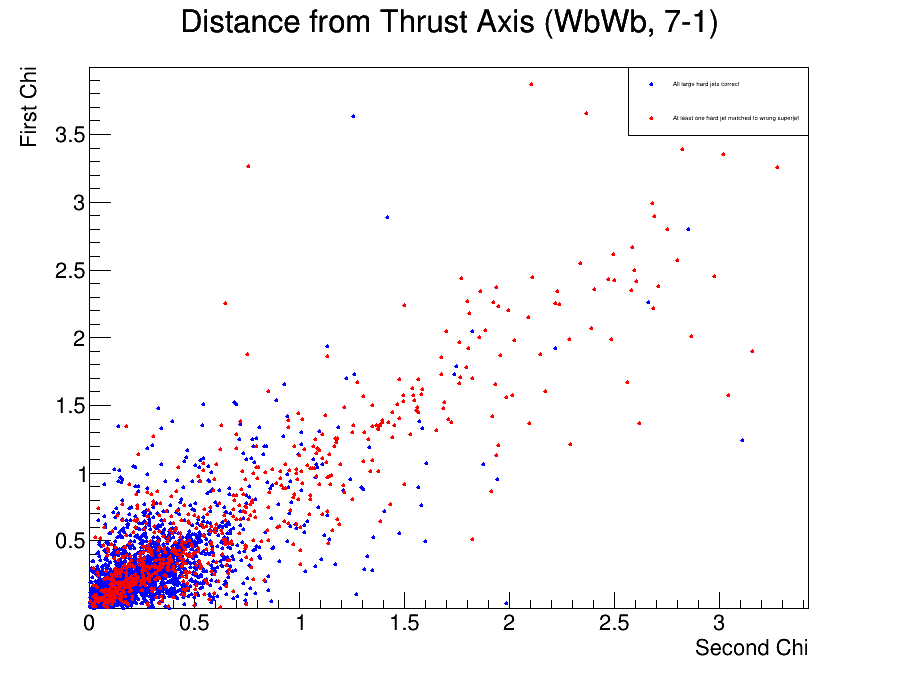 Distance from Thrust Axis (WbWb, 7-1)
First Chi
All large hard jets correct
At least one hard jet matched to wrong superjet
3.5
3
2.5
2
1.5
1
0.5
0 0.5 1 1.5 2 2.5 3
Second Chi